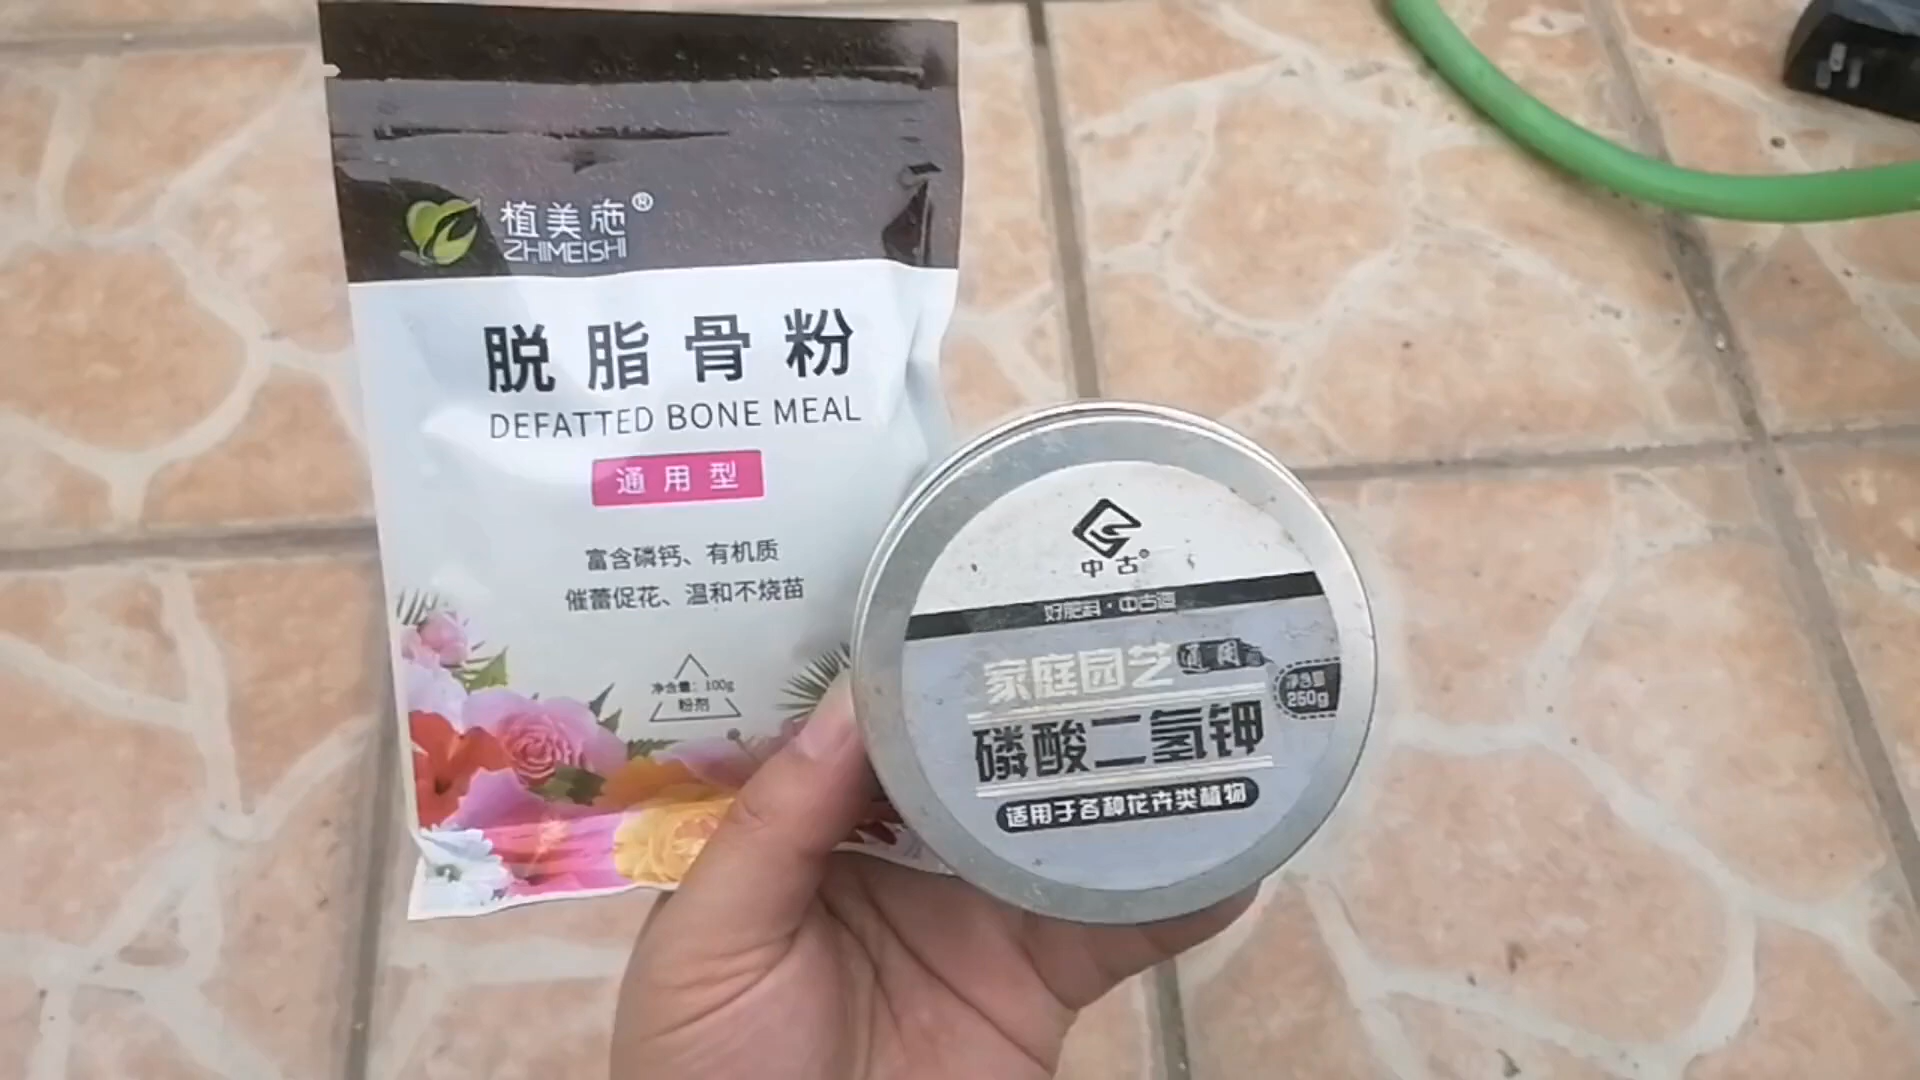 植美施®
ZHIMEISHI
脱脂骨粉
DEFATTED BONE MEAL
通用型
富含磷钙、有机质
催蕾促花、温和不烧苗
净含量：100g
粉剂
中古®
好肥料·中古造
家庭园艺 通用
磷酸二氢钾
净含量
250g
适用于各种花卉类植物